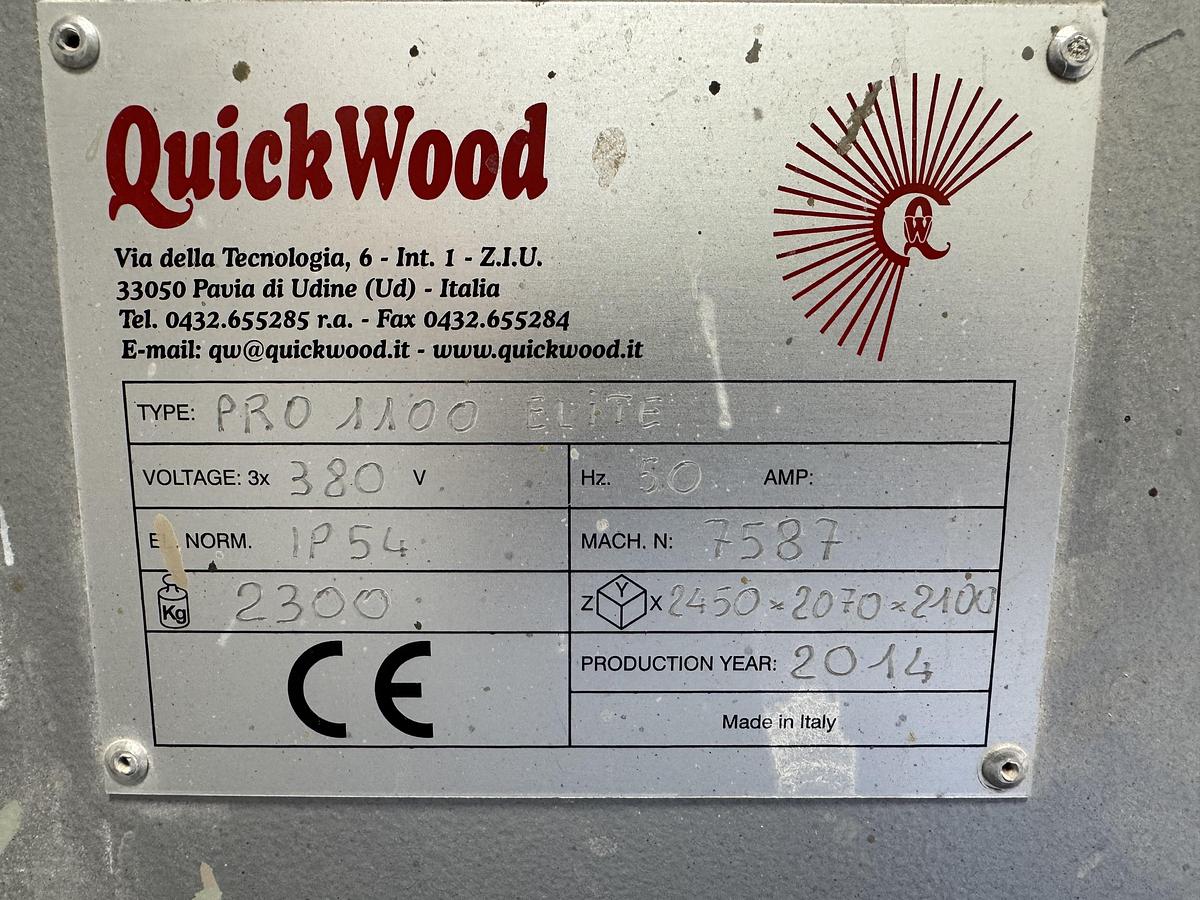 QuickWood
QW
Via della Tecnologia, 6 - Int. 1 - Z.I.U.
33050 Pavia di Udine (Ud) - Italia
Tel. 0432.655285 r.a. - Fax 0432.655284
E-mail: qw@quickwood.it - www.quickwood.it
TYPE: PRO 1100 ELiTE
VOLTAGE: 3x 380 V Hz. 50 AMP:
EL. NORM. IP54 MACH. N: 7587
Kg 2300 Z Y X 2450 x 2070 x 2100
CE PRODUCTION YEAR: 2014
Made in Italy